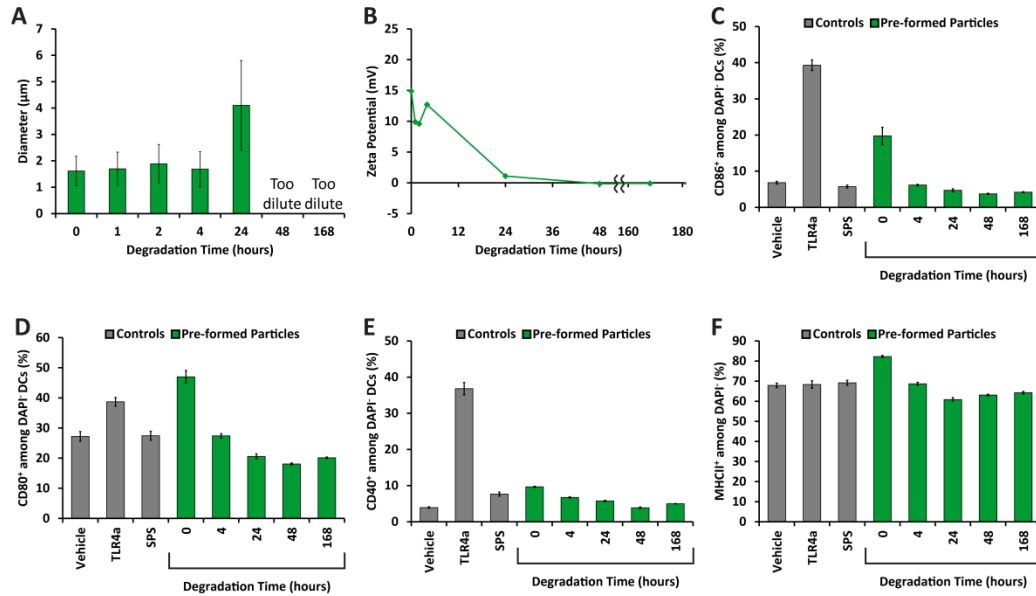 A
Diameter (µm)
7
6
5
4
3
2
1
0
Too dilute
Too dilute
0 1 2 4 24 48 168
Degradation Time (hours)
B
Zeta Potential (mV)
20
15
10
5
0
-5
0 12 24 36 48 160 180
Degradation Time (hours)
C
Controls Pre-formed Particles
CD86⁺ among DAPI⁻ DCs (%)
50
40
30
20
10
0
Vehicle TLR4a SPS 0 4 24 48 168
Degradation Time (hours)
D
Controls Pre-formed Particles
CD80⁺ among DAPI⁻ DCs (%)
60
50
40
30
20
10
0
Vehicle TLR4a SPS 0 4 24 48 168
Degradation Time (hours)
E
Controls Pre-formed Particles
CD40⁺ among DAPI⁻ DCs (%)
50
40
30
20
10
0
Vehicle TLR4a SPS 0 4 24 48 168
Degradation Time (hours)
F
Controls Pre-formed Particles
MHCII⁺ among DAPI⁻ (%)
90
80
70
60
50
40
30
20
10
0
Vehicle TLR4a SPS 0 4 24 48 168
Degradation Time (hours)